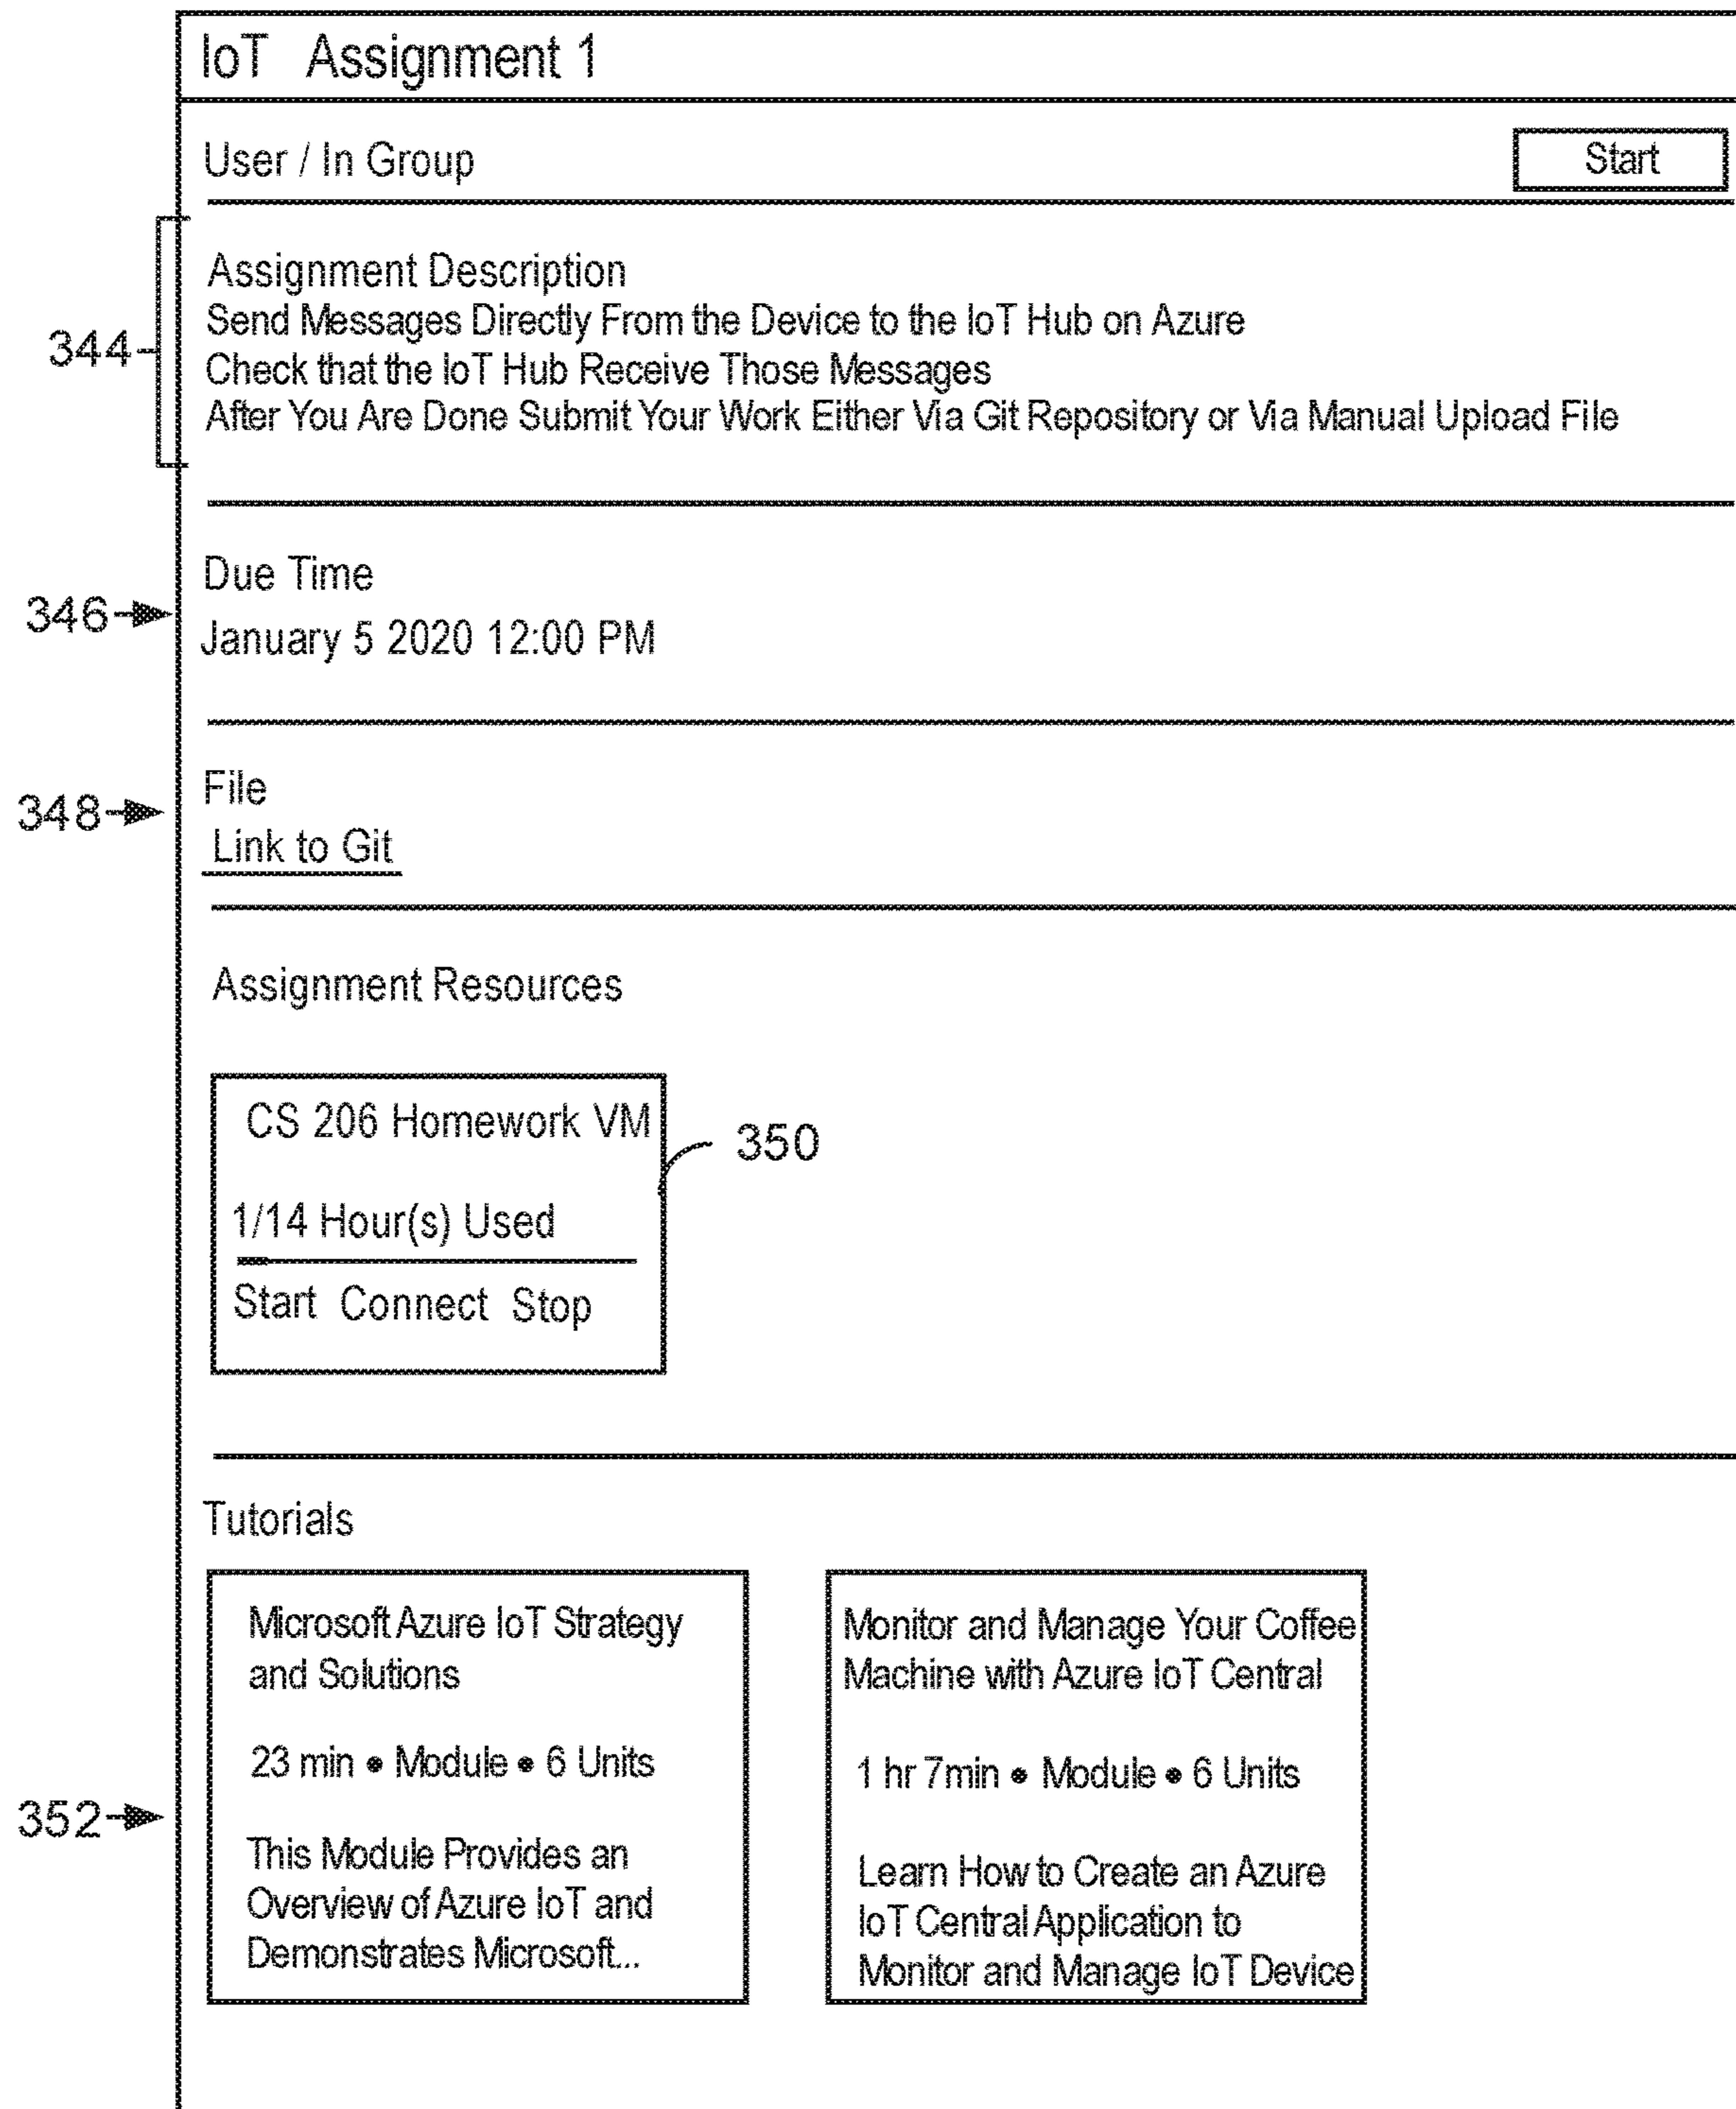 IoT Assignment 1
User / In Group
Start
344
Assignment Description
Send Messages Directly From the Device to the IoT Hub on Azure
Check that the IoT Hub Receive Those Messages
After You Are Done Submit Your Work Either Via Git Repository or Via Manual Upload File
346
Due Time
January 5 2020 12:00 PM
348
File
Link to Git
Assignment Resources
CS 206 Homework VM
350
1/14 Hour(s) Used
Start Connect Stop
Tutorials
352
Microsoft Azure IoT Strategy
and Solutions
23 min • Module • 6 Units
This Module Provides an
Overview of Azure IoT and
Demonstrates Microsoft...
Monitor and Manage Your Coffee
Machine with Azure IoT Central
1 hr 7min • Module • 6 Units
Learn How to Create an Azure
IoT Central Application to
Monitor and Manage IoT Device